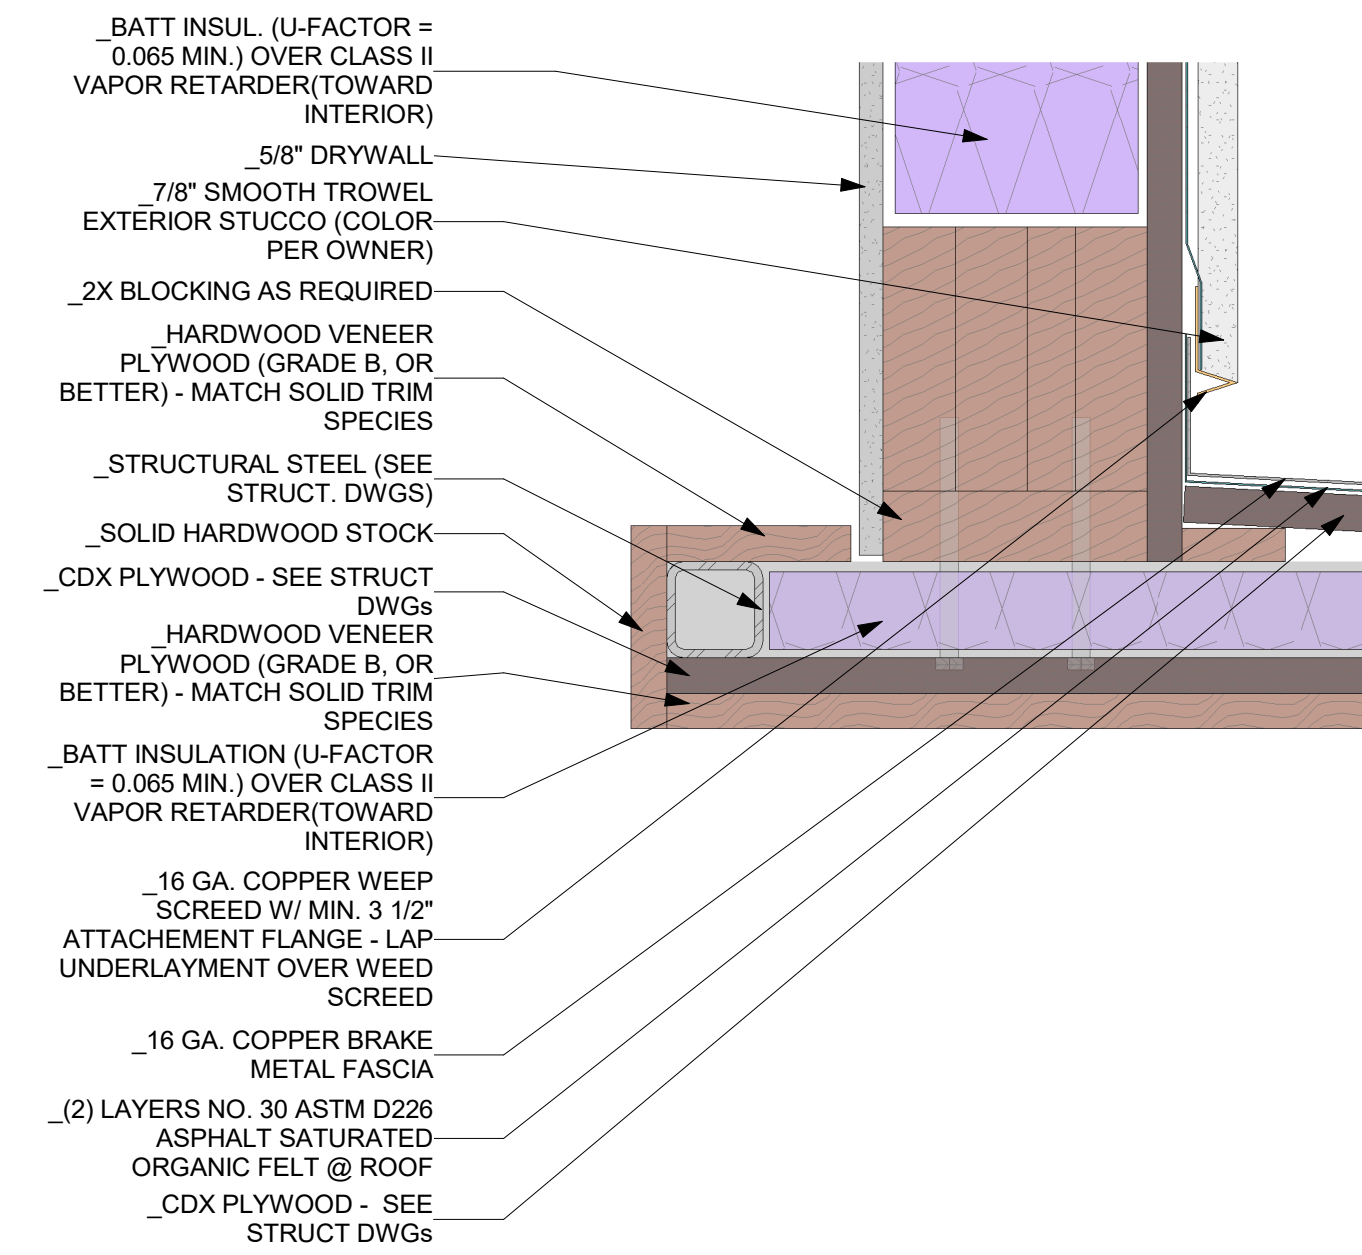 _BATT INSUL. (U-FACTOR =
0.065 MIN.) OVER CLASS II
VAPOR RETARDER(TOWARD
INTERIOR)
_5/8" DRYWALL
_7/8" SMOOTH TROWEL
EXTERIOR STUCCO (COLOR
PER OWNER)
_2X BLOCKING AS REQUIRED
_HARDWOOD VENEER
PLYWOOD (GRADE B, OR
BETTER) - MATCH SOLID TRIM
SPECIES
_STRUCTURAL STEEL (SEE
STRUCT. DWGS)
_SOLID HARDWOOD STOCK
_CDX PLYWOOD - SEE STRUCT
DWGs
_HARDWOOD VENEER
PLYWOOD (GRADE B, OR
BETTER) - MATCH SOLID TRIM
SPECIES
_BATT INSULATION (U-FACTOR
= 0.065 MIN.) OVER CLASS II
VAPOR RETARDER(TOWARD
INTERIOR)
_16 GA. COPPER WEEP
SCREED W/ MIN. 3 1/2"
ATTACHEMENT FLANGE - LAP
UNDERLAYMENT OVER WEED
SCREED
_16 GA. COPPER BRAKE
METAL FASCIA
_(2) LAYERS NO. 30 ASTM D226
ASPHALT SATURATED
ORGANIC FELT @ ROOF
_CDX PLYWOOD -  SEE
STRUCT DWGs